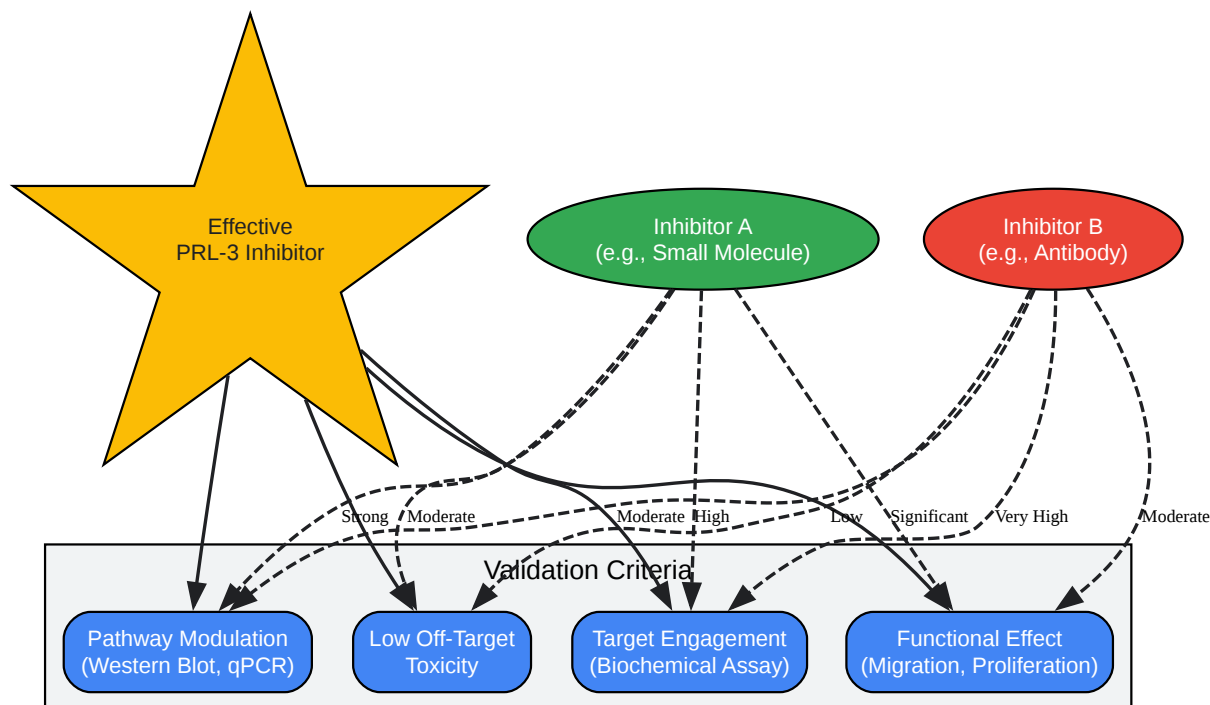 Effective
PRL-3 Inhibitor
Inhibitor A
(e.g., Small Molecule)
Inhibitor B
(e.g., Antibody)
Strong
Moderate
Moderate
High
Low
Significant
Very High
Moderate
Validation Criteria
Pathway Modulation
(Western Blot, qPCR)
Low Off-Target
Toxicity
Target Engagement
(Biochemical Assay)
Functional Effect
(Migration, Proliferation)